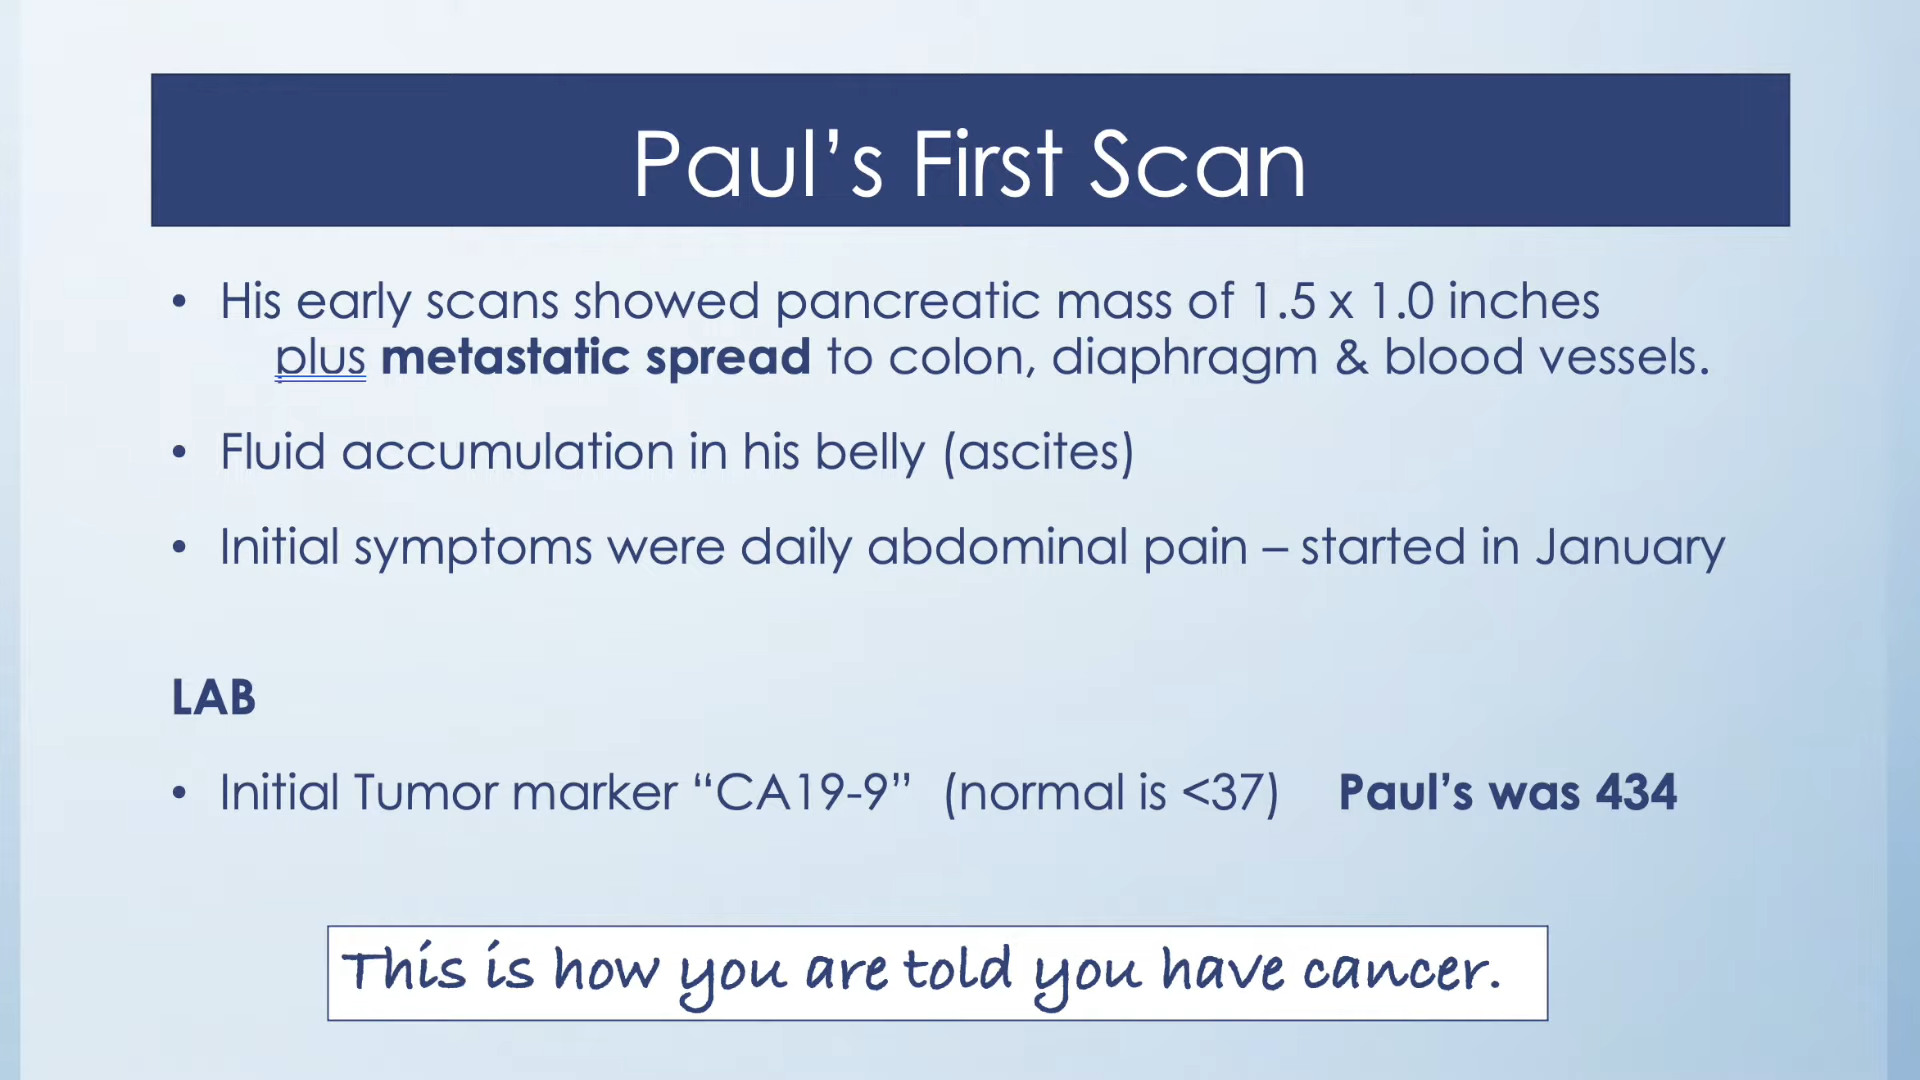 Paul’s First Scan
• His early scans showed pancreatic mass of 1.5 x 1.0 inches
plus metastatic spread to colon, diaphragm & blood vessels.
• Fluid accumulation in his belly (ascites)
• Initial symptoms were daily abdominal pain – started in January
LAB
• Initial Tumor marker “CA19-9” (normal is <37) Paul’s was 434
This is how you are told you have cancer.